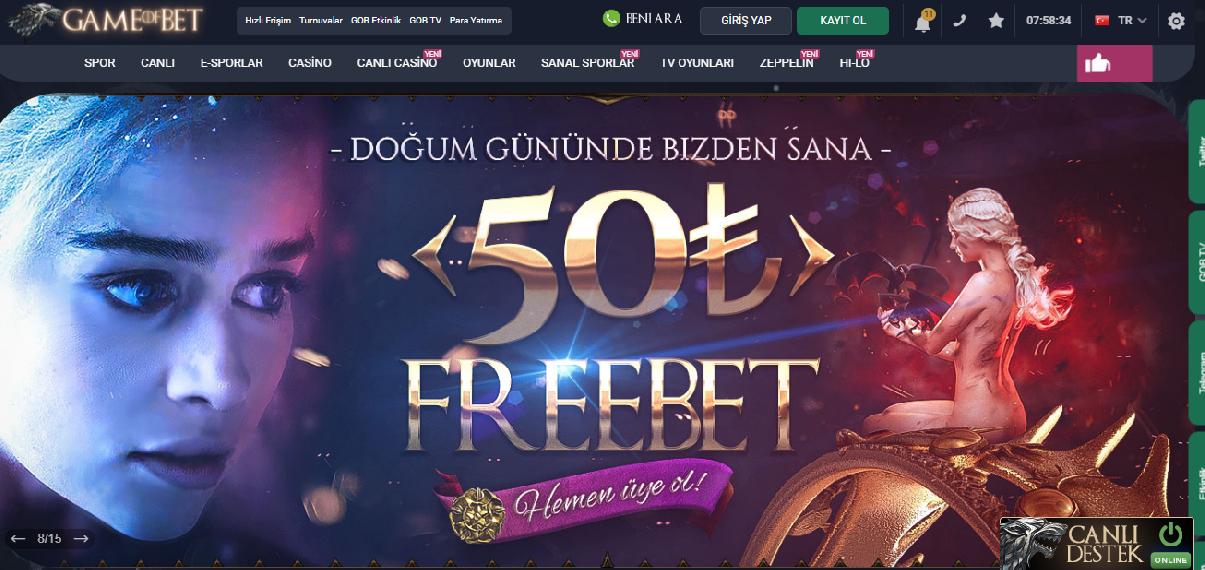 GAME OF BET
Hızlı Erişim Turnuvalar GOB Etkinlik GOB TV Para Yatırma
BENİ ARA
GİRİŞ YAP
KAYIT OL
11
07:58:34
TR
SPOR CANLI E-SPORLAR CASİNO CANLI CASİNO YENİ OYUNLAR SANAL SPORLAR YENİ TV OYUNLARI ZEPPELİN YENİ HI-LO YENİ
- DOĞUM GÜNÜNDE BİZDEN SANA -
50₺
FREEBET
Hemen üye ol!
Twitter
GOB TV
Telegram
Etkinlik
8/15
CANLI
DESTEK
ONLINE